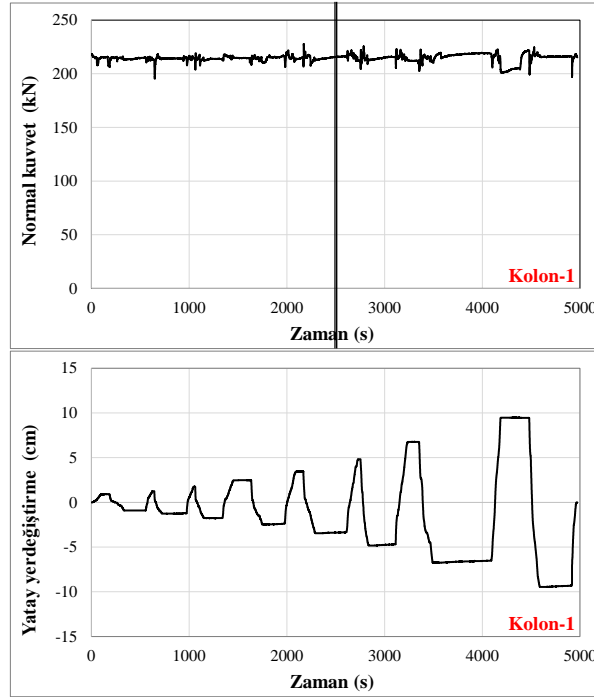 250
200
150
100
50
0
Normal kuvvet (kN)
Kolon-1
0 1000 2000 3000 4000 5000
Zaman (s)
15
10
5
0
-5
-10
-15
Yatay yerdeğiştirme (cm)
Kolon-1
0 1000 2000 3000 4000 5000
Zaman (s)